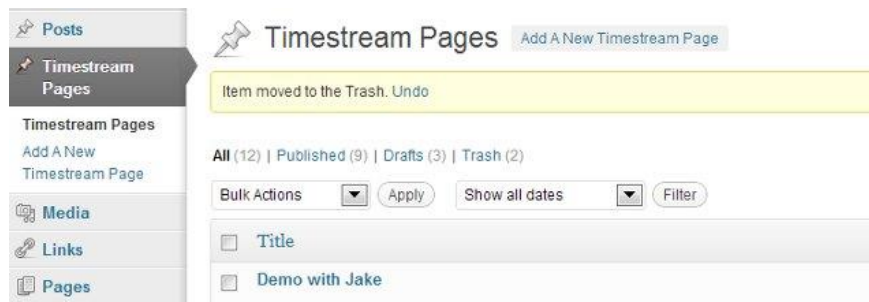 Posts
Timestream
Pages
Timestream Pages
Add A New
Timestream Page
Media
Links
Pages
Timestream Pages Add A New Timestream Page
Item moved to the Trash. Undo
All (12) | Published (9) | Drafts (3) | Trash (2)
Bulk Actions Apply Show all dates Filter
Title
Demo with Jake